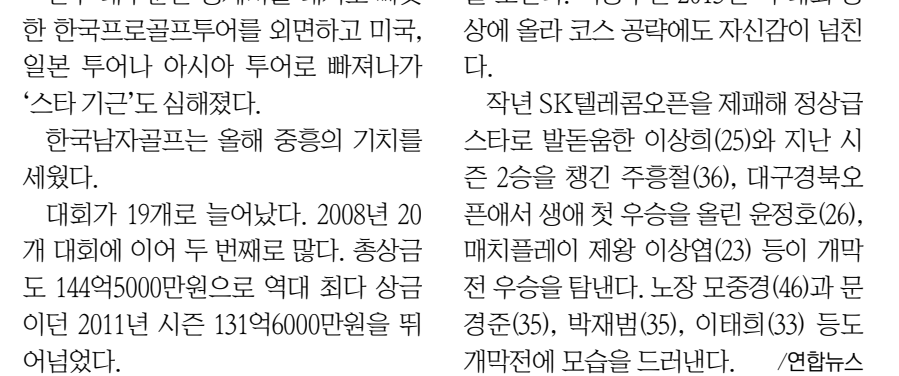 한 한국프로골프투어를 외면하고 미국,
일본 투어나 아시아 투어로 빠져나가
‘스타 기근’도 심해졌다.
한국남자골프는 올해 중흥의 기치를
세웠다.
대회가 19개로 늘어났다. 2008년 20
개 대회에 이어 두 번째로 많다. 총상금
도 144억5000만원으로 역대 최다 상금
이던 2011년 시즌 131억6000만원을 뛰
어넘었다.
상에 올라 코스 공략에도 자신감이 넘친
다.
작년 SK텔레콤오픈을 제패해 정상급
스타로 발돋움한 이상희(25)와 지난 시
즌 2승을 챙긴 주흥철(36), 대구경북오
픈에서 생애 첫 우승을 올린 윤정호(26),
매치플레이 제왕 이상엽(23) 등이 개막
전 우승을 탐낸다. 노장 모중경(46)과 문
경준(35), 박재범(35), 이태희(33) 등도
개막전에 모습을 드러낸다. /연합뉴스